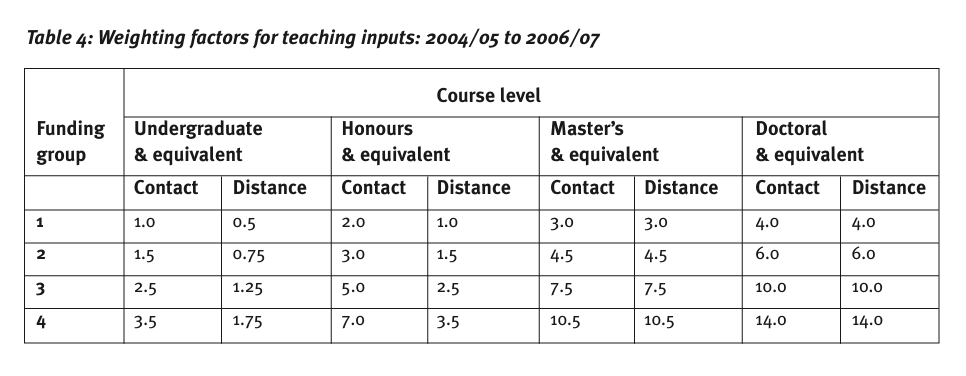 Table 4: Weighting factors for teaching inputs: 2004/05 to 2006/07
Course level
Funding group Undergraduate & equivalent Honours & equivalent Master's & equivalent Doctoral & equivalent
Contact Distance Contact Distance Contact Distance Contact Distance
1 1.0 0.5 2.0 1.0 3.0 3.0 4.0 4.0
2 1.5 0.75 3.0 1.5 4.5 4.5 6.0 6.0
3 2.5 1.25 5.0 2.5 7.5 7.5 10.0 10.0
4 3.5 1.75 7.0 3.5 10.5 10.5 14.0 14.0